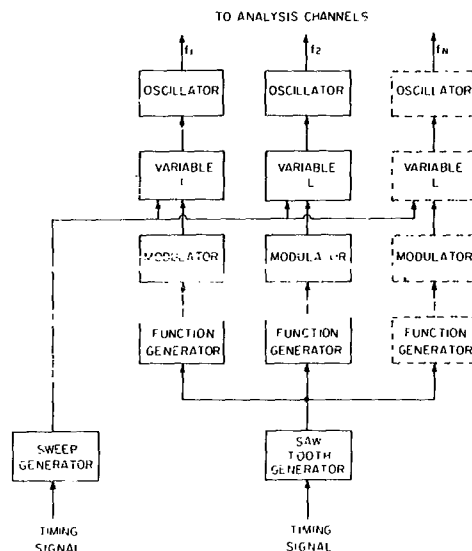 TO ANALYSIS CHANNELS
f1 f2 fN
OSCILLATOR OSCILLATOR OSCILLATOR
VARIABLE VARIABLE VARIABLE
L L
MODULATOR MODULATOR MODULATOR
FUNCTION FUNCTION FUNCTION
GENERATOR GENERATOR GENERATOR
SWEEP
GENERATOR
SAW
TOOTH
GENERATOR
TIMING
SIGNAL
TIMING
SIGNAL